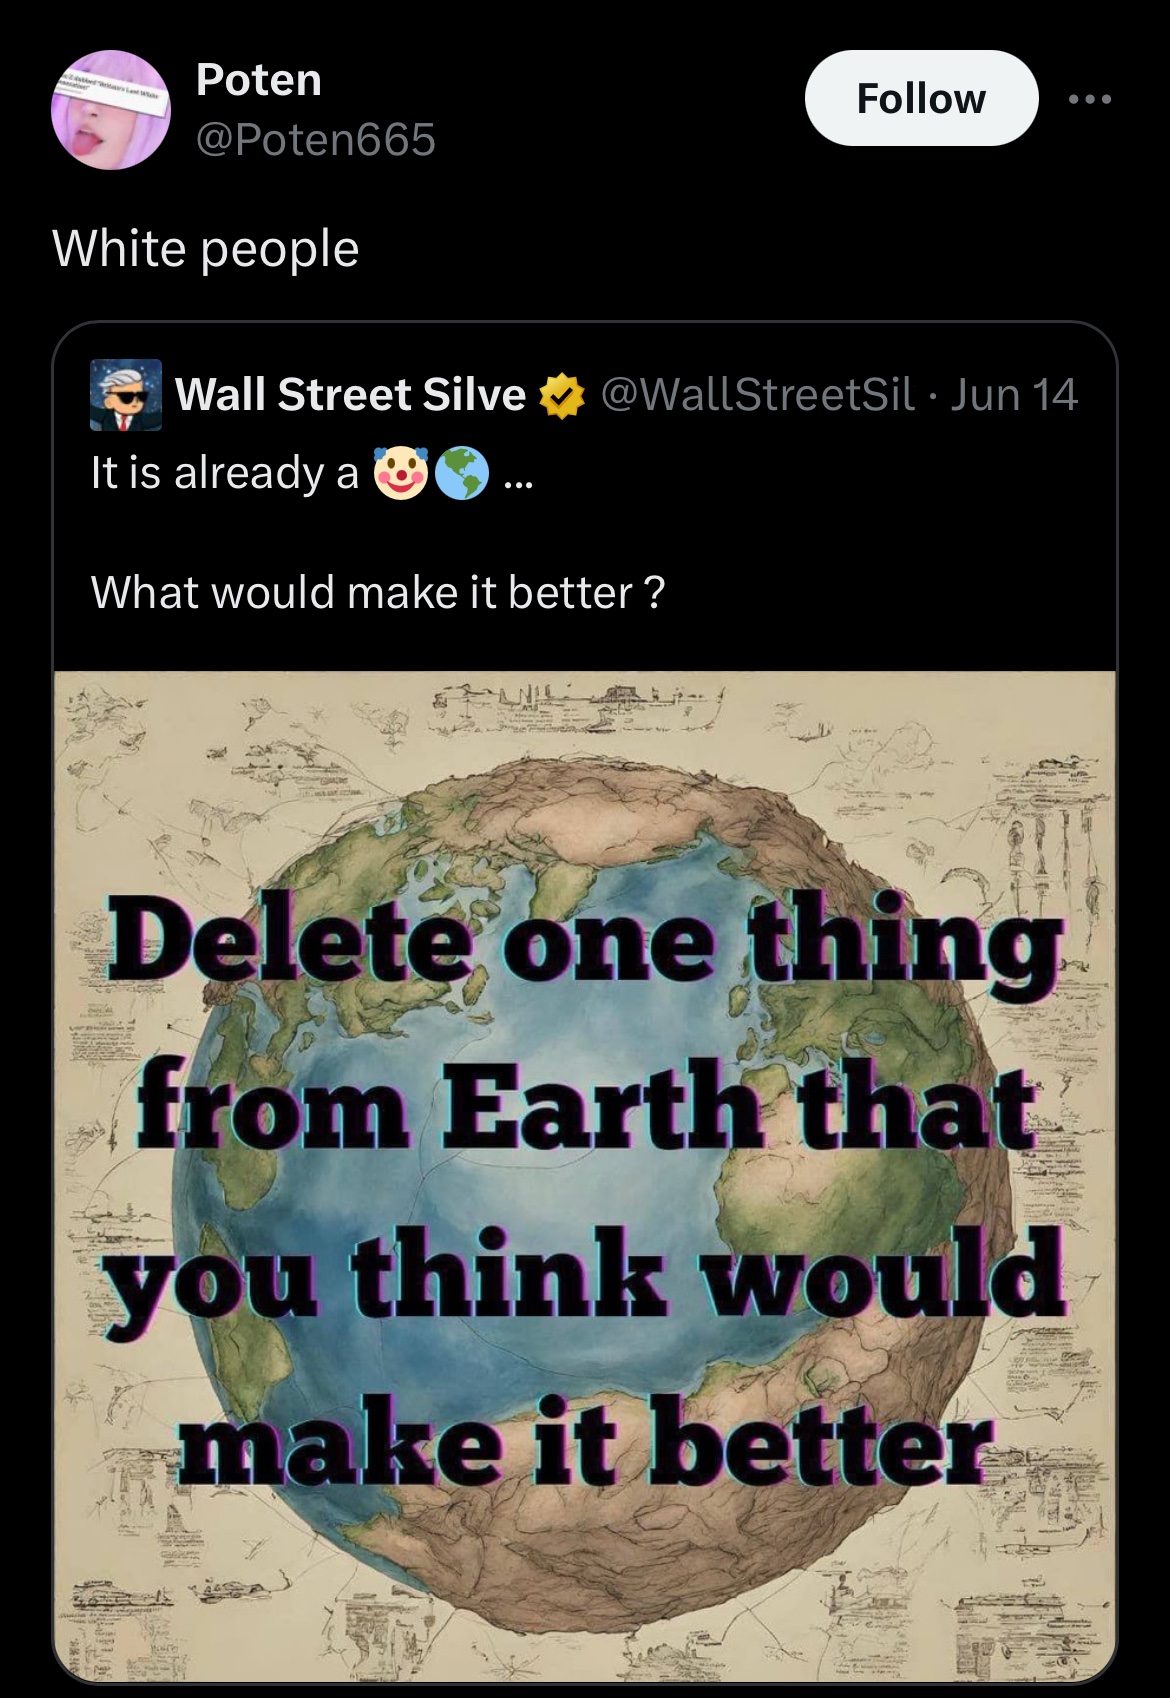 Poten
@Poten665
Follow
White people
Wall Street Silve @WallStreetSil · Jun 14
It is already a 🤡🌎 ...
What would make it better ?
Delete one thing
from Earth that
you think would
make it better